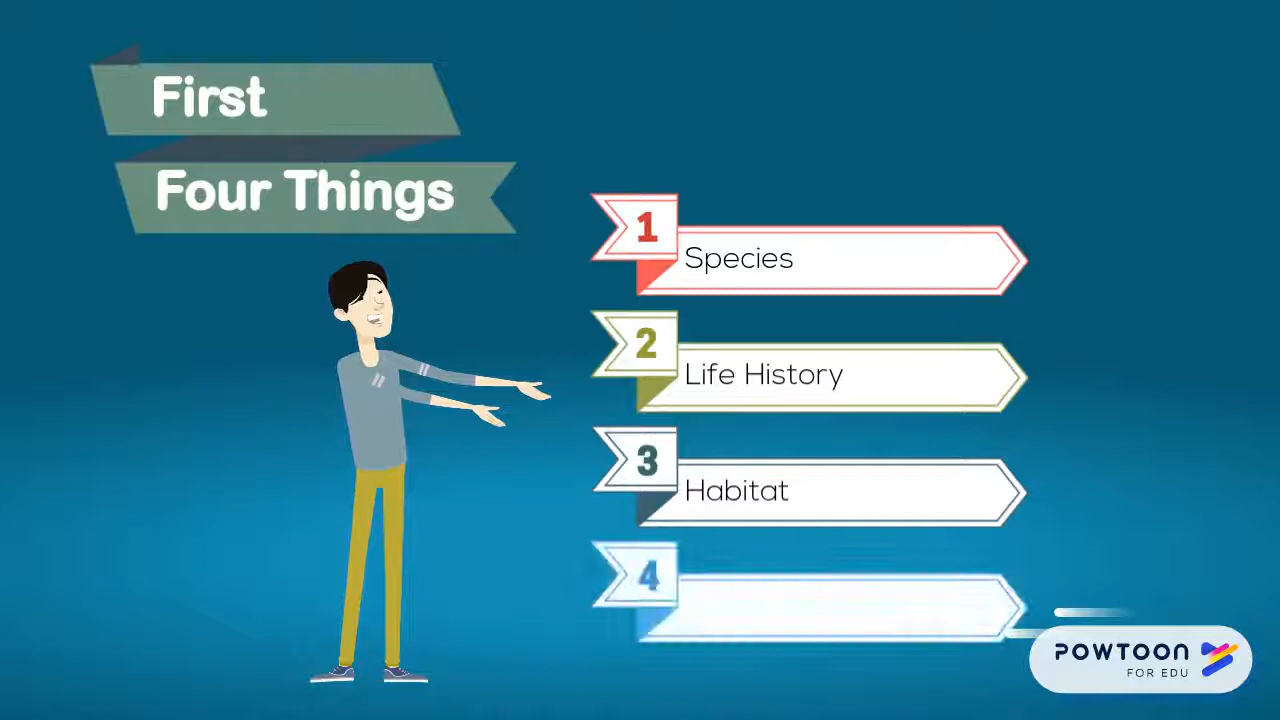 First
Four Things
1
Species
2
Life History
3
Habitat
4
POWTOON
FOR EDU